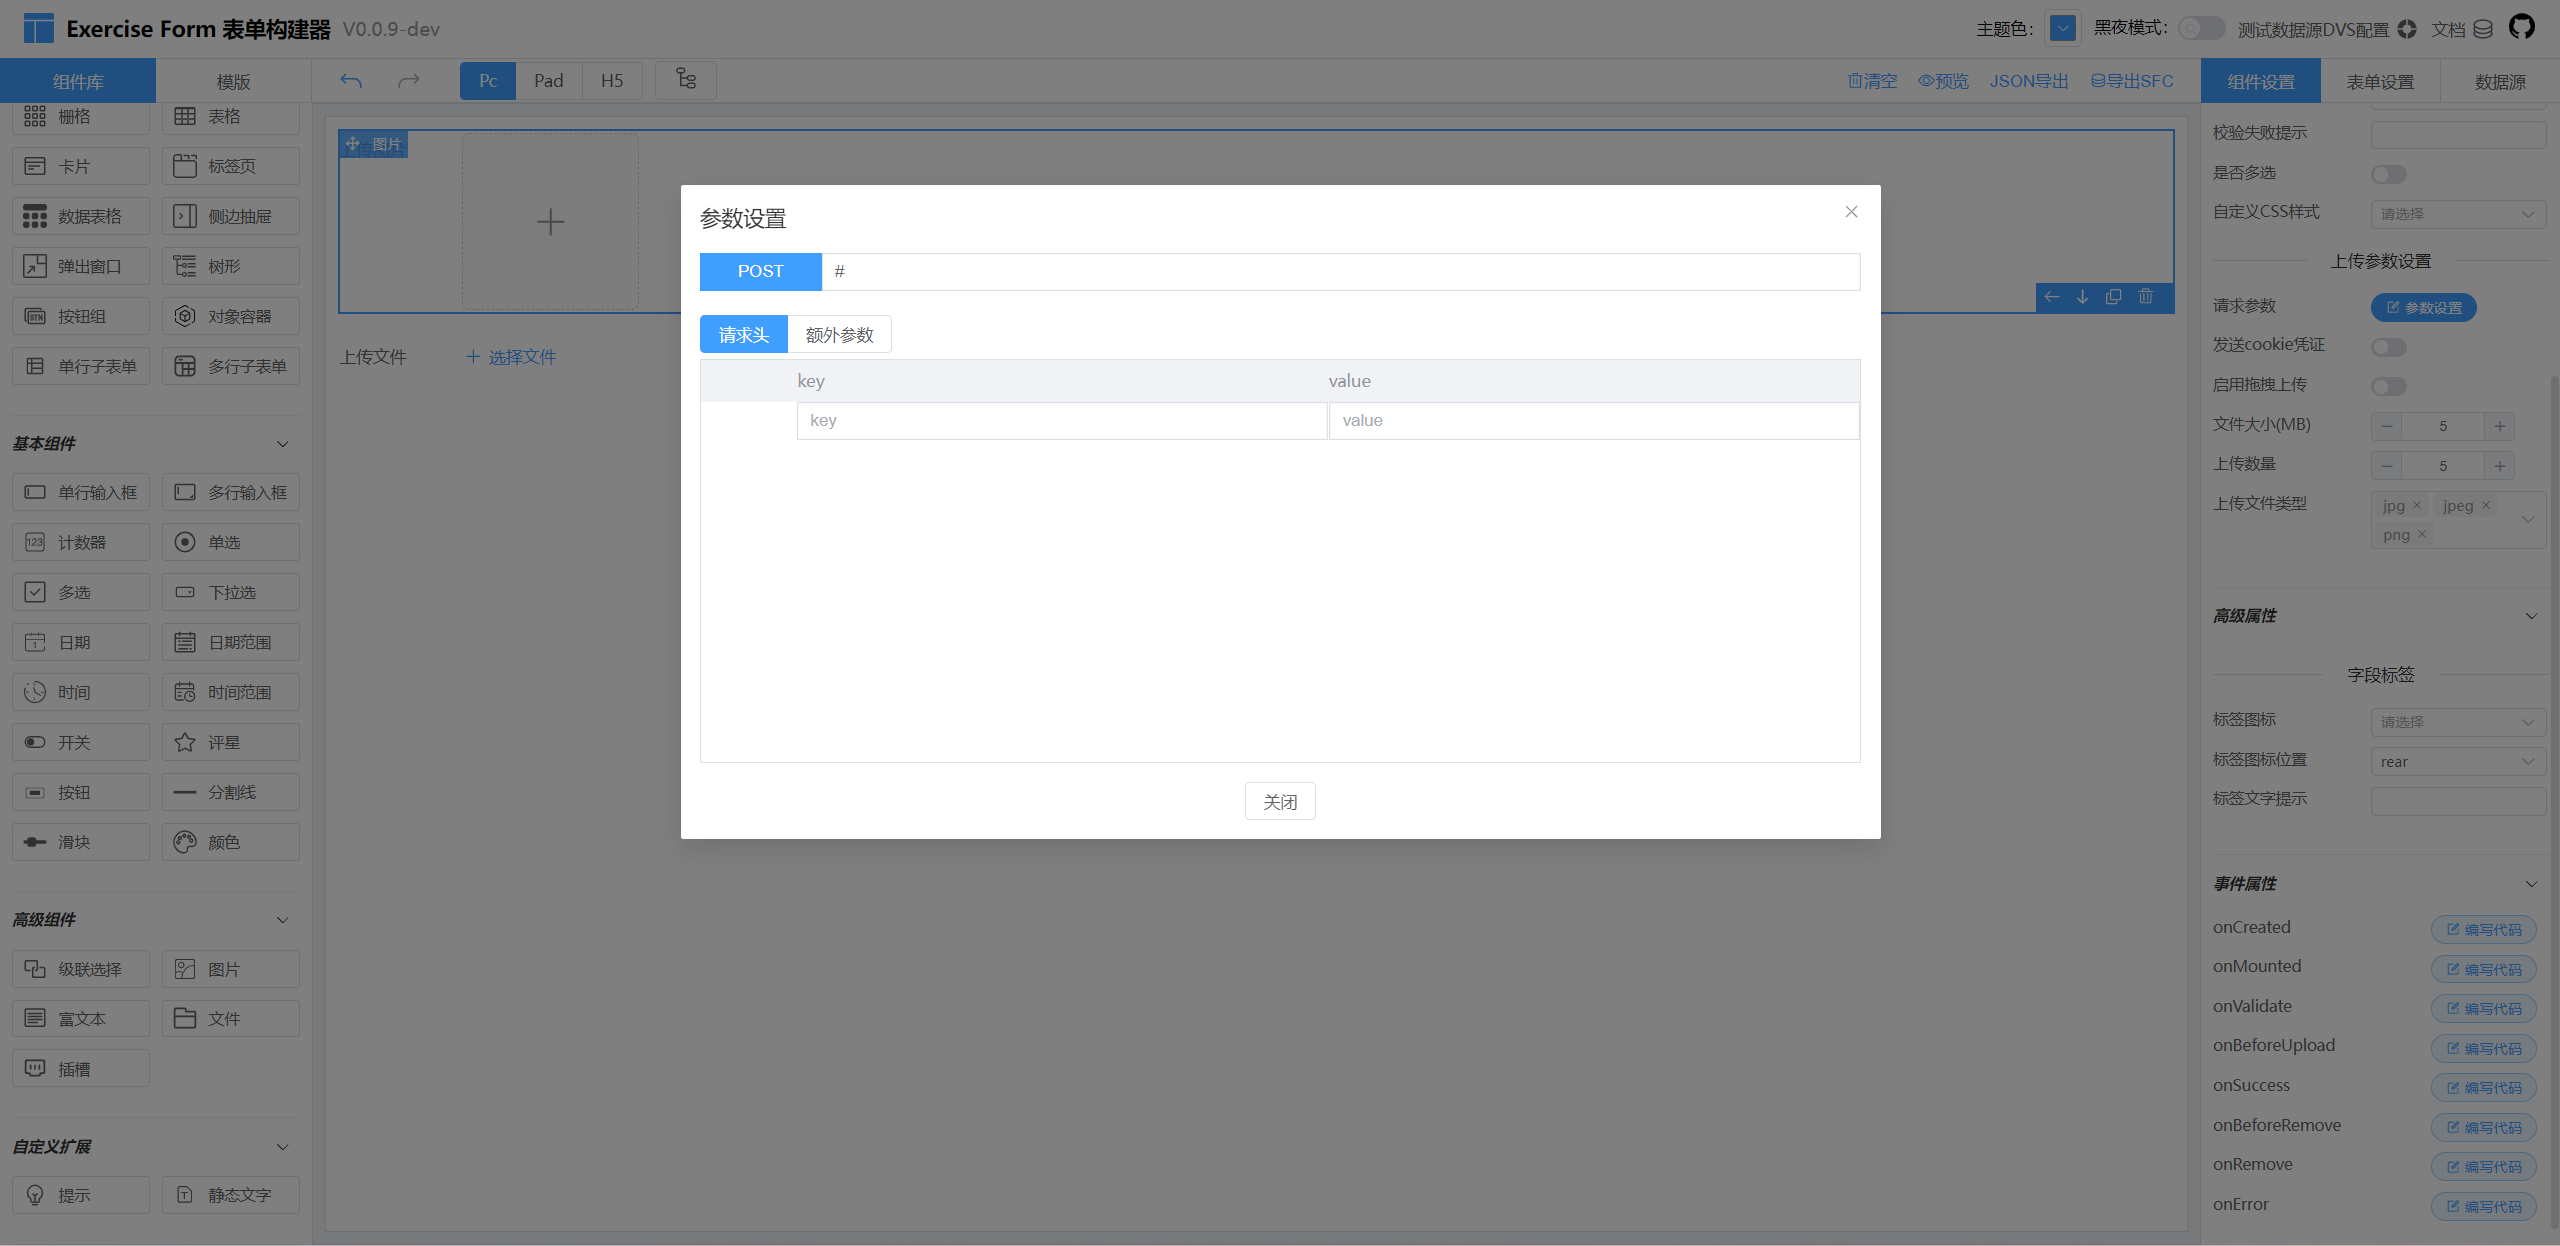 Exercise Form 表单构建器 V0.0.9-dev
主题色： 黑夜模式： 测试数据源DVS配置 文档
组件库 模版
Pc Pad H5
清空 预览 JSON导出 导出SFC
组件设置 表单设置 数据源
栅格 表格
卡片 标签页
数据表格 侧边抽屉
弹出窗口 树形
按钮组 对象容器
单行子表单 多行子表单
基本组件
单行输入框 多行输入框
计数器 单选
多选 下拉选
日期 日期范围
时间 时间范围
开关 评星
按钮 分割线
滑块 颜色
高级组件
级联选择 图片
富文本 文件
插槽
自定义扩展
提示 静态文字
图片
上传文件 选择文件
参数设置
POST #
请求头 额外参数
key value
key value
关闭
校验失败提示
是否多选
自定义CSS样式 请选择
上传参数设置
请求参数 参数设置
发送cookie凭证
启用拖拽上传
文件大小(MB) 5
上传数量 5
上传文件类型 jpg jpeg
png
高级属性
字段标签
标签图标 请选择
标签图标位置 rear
标签文字提示
事件属性
onCreated 编写代码
onMounted 编写代码
onValidate 编写代码
onBeforeUpload 编写代码
onSuccess 编写代码
onBeforeRemove 编写代码
onRemove 编写代码
onError 编写代码